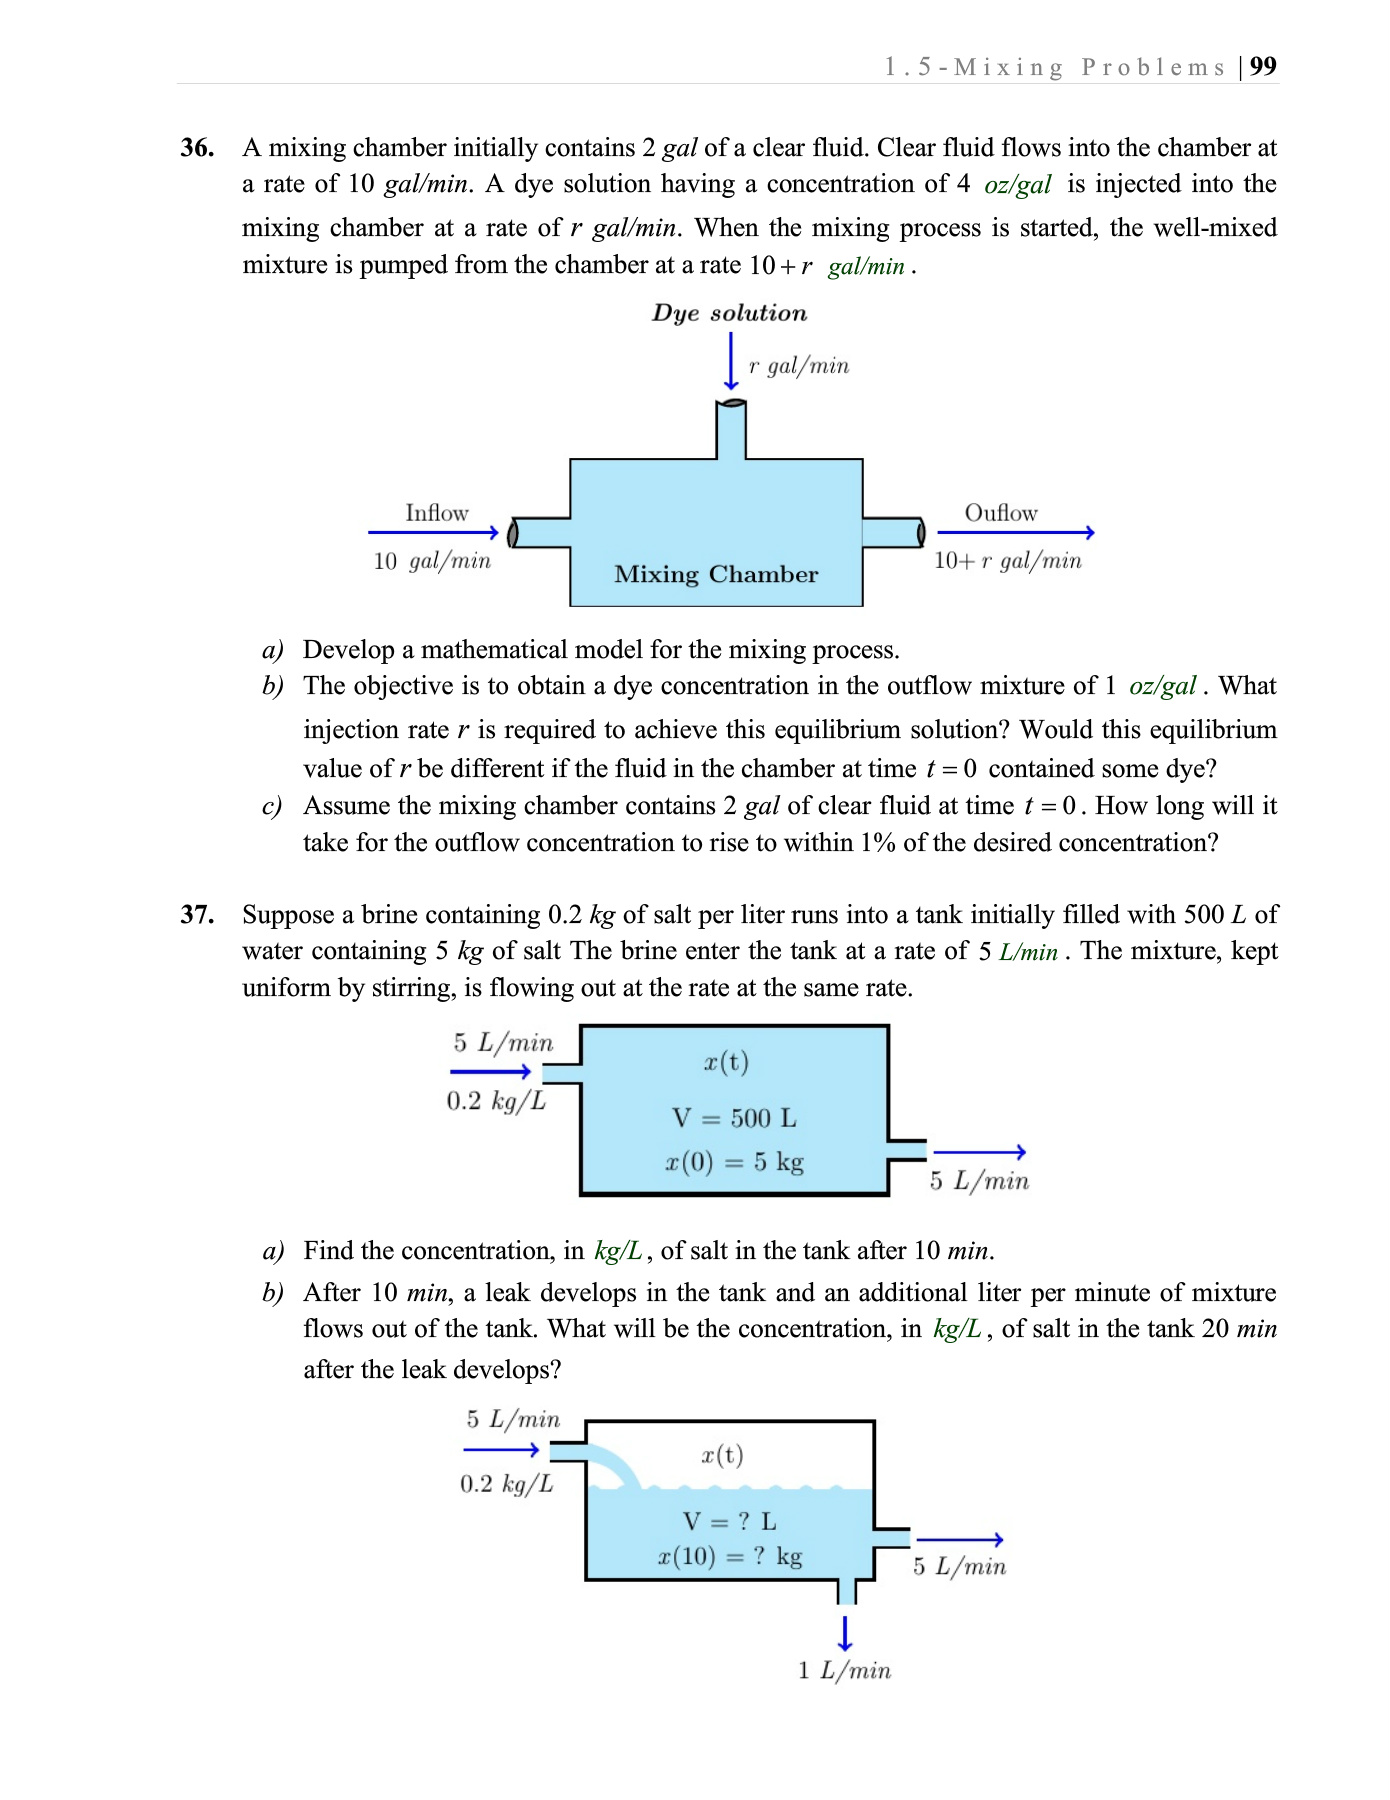 1.5-Mixing Problems | 99
36. A mixing chamber initially contains 2 gal of a clear fluid. Clear fluid flows into the chamber at
a rate of 10 gal/min. A dye solution having a concentration of 4 oz/gal is injected into the
mixing chamber at a rate of r gal/min. When the mixing process is started, the well-mixed
mixture is pumped from the chamber at a rate 10 + r gal/min .
Dye solution
r gal/min
Inflow
10 gal/min
Mixing Chamber
Ouflow
10+ r gal/min
a) Develop a mathematical model for the mixing process.
b) The objective is to obtain a dye concentration in the outflow mixture of 1 oz/gal . What
injection rate r is required to achieve this equilibrium solution? Would this equilibrium
value of r be different if the fluid in the chamber at time t = 0 contained some dye?
c) Assume the mixing chamber contains 2 gal of clear fluid at time t = 0 . How long will it
take for the outflow concentration to rise to within 1% of the desired concentration?
37. Suppose a brine containing 0.2 kg of salt per liter runs into a tank initially filled with 500 L of
water containing 5 kg of salt The brine enter the tank at a rate of 5 L/min . The mixture, kept
uniform by stirring, is flowing out at the rate at the same rate.
5 L/min
0.2 kg/L
x(t)
V = 500 L
x(0) = 5 kg
5 L/min
a) Find the concentration, in kg/L , of salt in the tank after 10 min.
b) After 10 min, a leak develops in the tank and an additional liter per minute of mixture
flows out of the tank. What will be the concentration, in kg/L , of salt in the tank 20 min
after the leak develops?
5 L/min
0.2 kg/L
x(t)
V = ? L
x(10) = ? kg
5 L/min
1 L/min